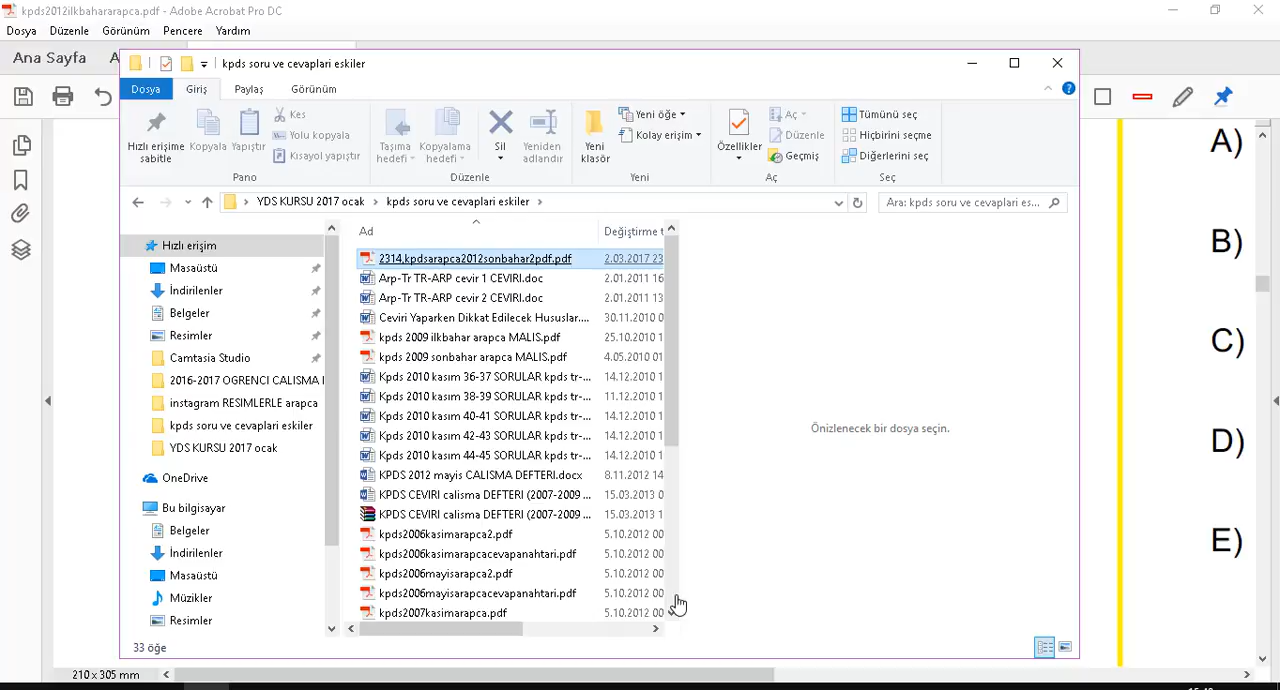 kpds2012ilkbahararapca.pdf - Adobe Acrobat Pro DC
Dosya Düzenle Görünüm Pencere Yardım
Ana Sayfa A
kpds soru ve cevaplari eskiler
Dosya Giriş Paylaş Görünüm
Hızlı erişime sabitle
Kopyala
Yapıştır
Kes
Yolu kopyala
Kısayol yapıştır
Pano
Taşıma hedefi
Kopyalama hedefi
Sil
Yeniden adlandır
Düzenle
Yeni klasör
Yeni öğe
Kolay erişim
Yeni
Özellikler
Aç
Düzenle
Geçmiş
Aç
Tümünü seç
Hiçbirini seçme
Diğerlerini seç
Seç
YDS KURSU 2017 ocak > kpds soru ve cevaplari eskiler >
Ara: kpds soru ve cevaplari es...
Ad Değiştirme t
Hızlı erişim
Masaüstü
İndirilenler
Belgeler
Resimler
Camtasia Studio
2016-2017 OGRENCI CALISMA
instagram RESIMLERLE arapca
kpds soru ve cevaplari eskiler
YDS KURSU 2017 ocak
OneDrive
Bu bilgisayar
Belgeler
İndirilenler
Masaüstü
Müzikler
Resimler
2314,kpdsarapca2012sonbahar2pdf.pdf 2.03.2017 23
Arp-Tr TR-ARP cevir 1 CEVIRI.doc 2.01.2011 16
Arp-Tr TR-ARP cevir 2 CEVIRI.doc 2.01.2011 13
Ceviri Yaparken Dikkat Edilecek Hususlar.... 30.11.2010 0
kpds 2009 ilkbahar arapca MALIS.pdf 25.10.2010 1
kpds 2009 sonbahar arapca MALIS.pdf 4.05.2010 01
Kpds 2010 kasım 36-37 SORULAR kpds tr-... 14.12.2010 1
Kpds 2010 kasım 38-39 SORULAR kpds tr-... 11.12.2010 1
Kpds 2010 kasım 40-41 SORULAR kpds tr-... 14.12.2010 1
Kpds 2010 kasım 42-43 SORULAR kpds tr-... 14.12.2010 1
Kpds 2010 kasım 44-45 SORULAR kpds tr-... 14.12.2010 1
KPDS 2012 mayis CALISMA DEFTERI.docx 8.11.2012 14
KPDS CEVIRI calisma DEFTERI (2007-2009 ... 15.03.2013 0
KPDS CEVIRI calisma DEFTERI (2007-2009 ... 15.03.2013 1
kpds2006kasimarapca2.pdf 5.10.2012 00
kpds2006kasimarapcacevapanahtari.pdf 5.10.2012 00
kpds2006mayisarapca2.pdf 5.10.2012 00
kpds2006mayisarapcacevapanahtari.pdf 5.10.2012 00
kpds2007kasimarapca.pdf 5.10.2012 00
Önizlenecek bir dosya seçin.
33 öğe
210 x 305 mm
A)
B)
C)
D)
E)